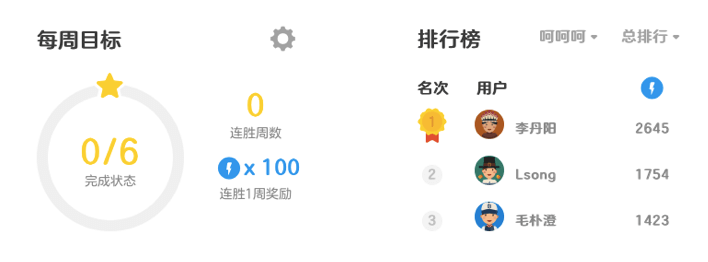 每周目标
0/6
完成状态
0
连胜周数
x 100
连胜1周奖励
排行榜 呵呵呵 总排行
名次 用户
1 李丹阳 2645
2 Lsong 1754
3 毛朴澄 1423